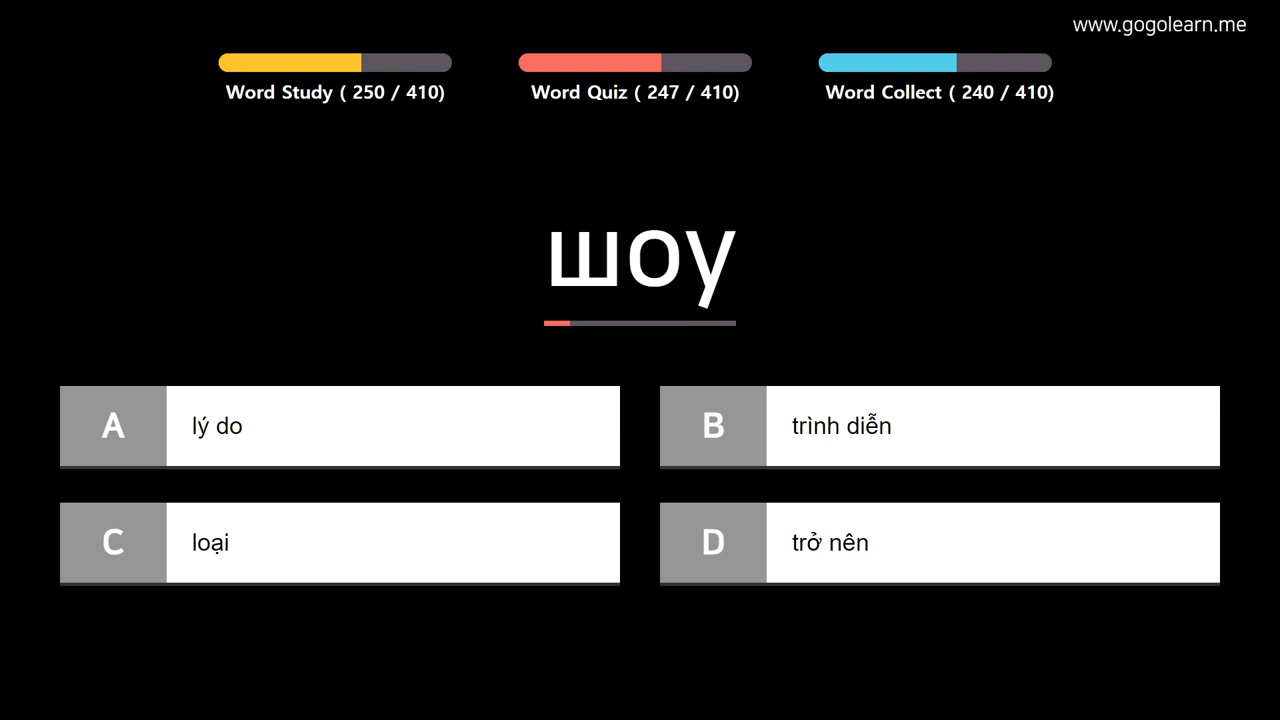 www.gogolearn.me
Word Study ( 250 / 410)
Word Quiz ( 247 / 410)
Word Collect ( 240 / 410)
шоу
A
lý do
B
trình diễn
C
loại
D
trở nên